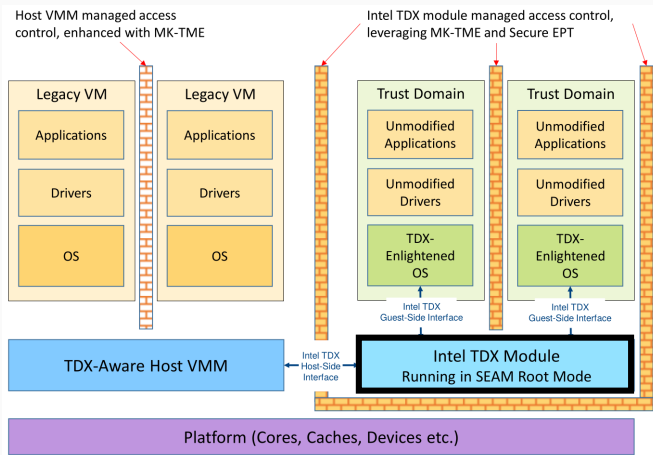 Host VMM managed access
control, enhanced with MK-TME
Intel TDX module managed access control,
leveraging MK-TME and Secure EPT
Legacy VM
Applications
Drivers
OS
Legacy VM
Applications
Drivers
OS
Trust Domain
Unmodified
Applications
Unmodified
Drivers
TDX-
Enlightened
OS
Trust Domain
Unmodified
Applications
Unmodified
Drivers
TDX-
Enlightened
OS
Intel TDX
Guest-Side Interface
Intel TDX
Guest-Side Interface
TDX-Aware Host VMM
Intel TDX
Host-Side
Interface
Intel TDX Module
Running in SEAM Root Mode
Platform (Cores, Caches, Devices etc.)